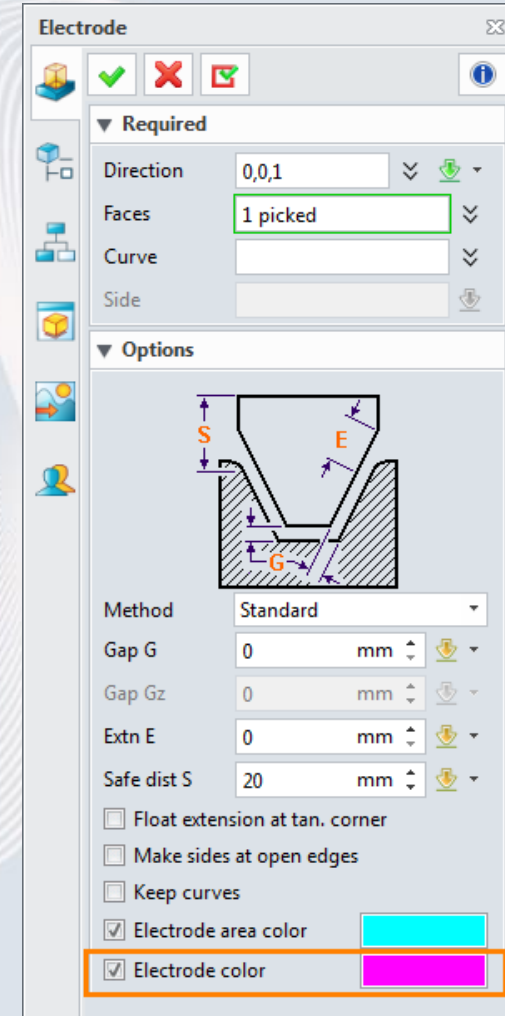 Electrode
Required
Direction 0,0,1
Faces 1 picked
Curve
Side
Options
S
E
G
Method Standard
Gap G 0 mm
Gap Gz 0 mm
Extn E 0 mm
Safe dist S 20 mm
Float extension at tan. corner
Make sides at open edges
Keep curves
Electrode area color
Electrode color